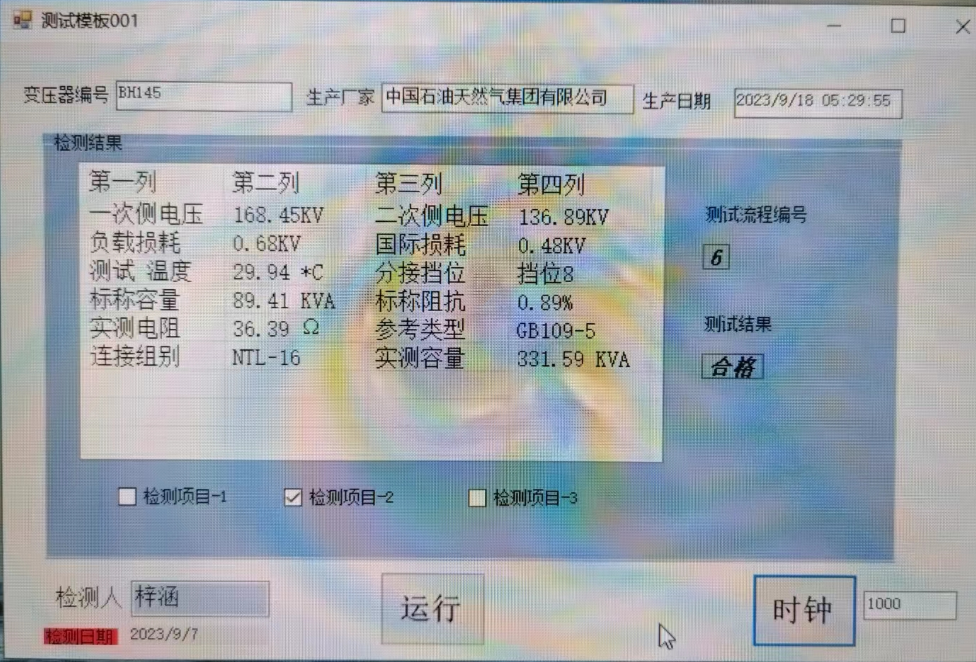 测试模板001
变压器编号 BH145 生产厂家 中国石油天然气集团有限公司 生产日期 2023/9/18 05:29:55
检测结果
第一列 第二列 第三列 第四列
一次侧电压 168.45KV 二次侧电压 136.89KV
负载损耗 0.68KV 国际损耗 0.48KV
测试 温度 29.94 *C 分接挡位 挡位8
标称容量 89.41 KVA 标称阻抗 0.89%
实测电阻 36.39 Ω 参考类型 GB109-5
连接组别 NTL-16 实测容量 331.59 KVA
测试流程编号
6
测试结果
合格
检测项目-1 检测项目-2 检测项目-3
检测人 梓涵
检测日期 2023/9/7
运行
时钟 1000